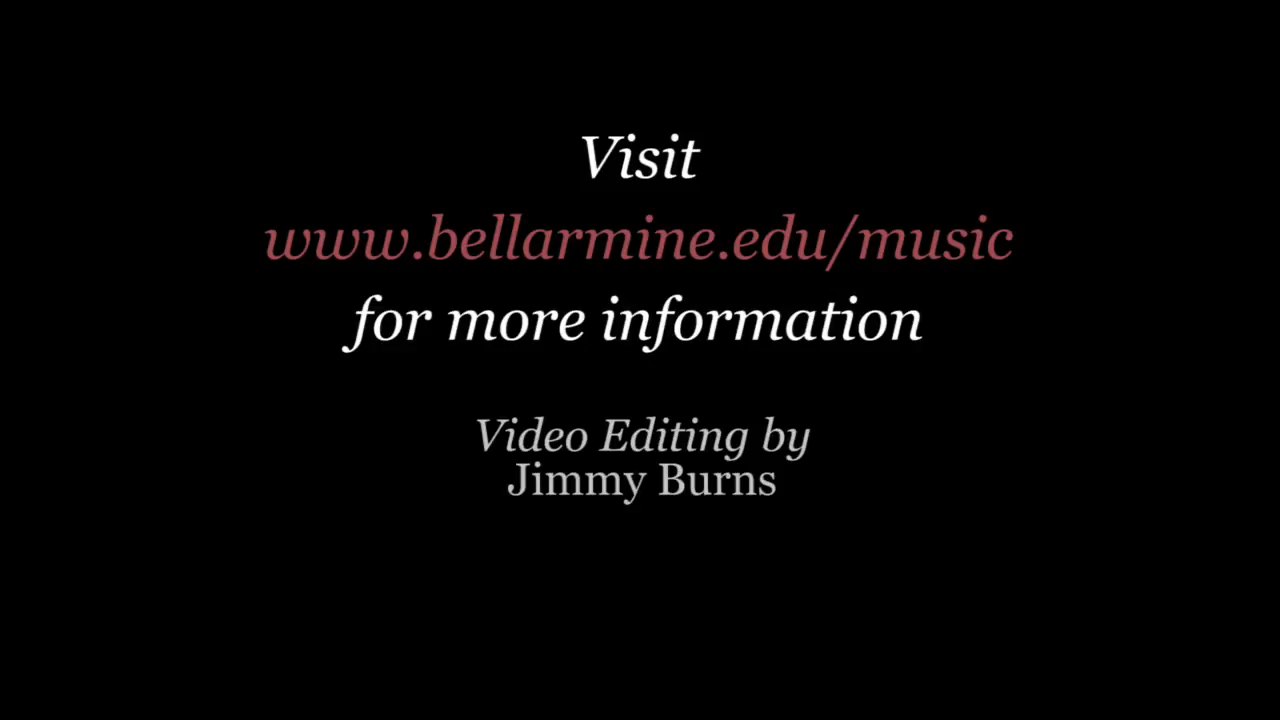 Visit
www.bellarmine.edu/music
for more information
Video Editing by
Jimmy Burns